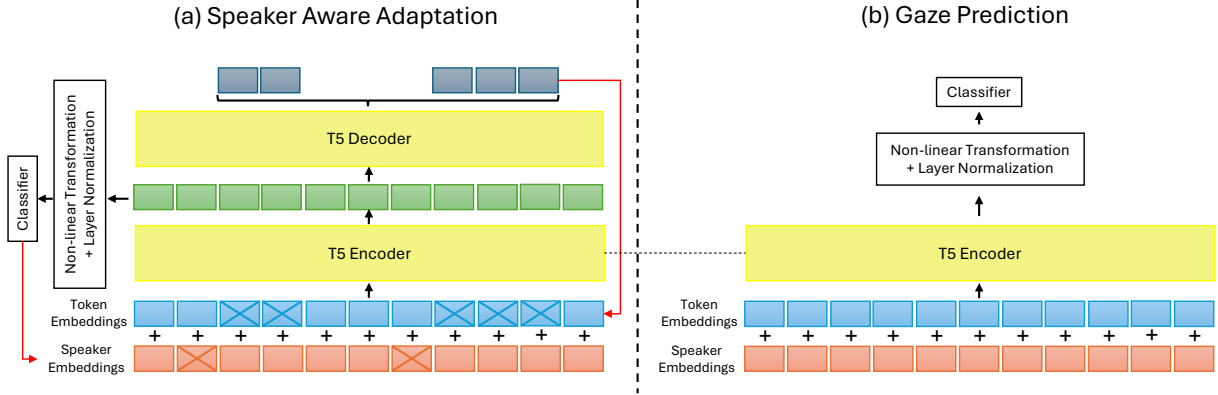 (a) Speaker Aware Adaptation
T5 Decoder
Classifier
Non-linear Transformation
+ Layer Normalization
T5 Encoder
Token
Embeddings
+ + + + + + + + + + +
Speaker
Embeddings
(b) Gaze Prediction
Classifier
Non-linear Transformation
+ Layer Normalization
T5 Encoder
Token
Embeddings
+ + + + + + + + + + +
Speaker
Embeddings